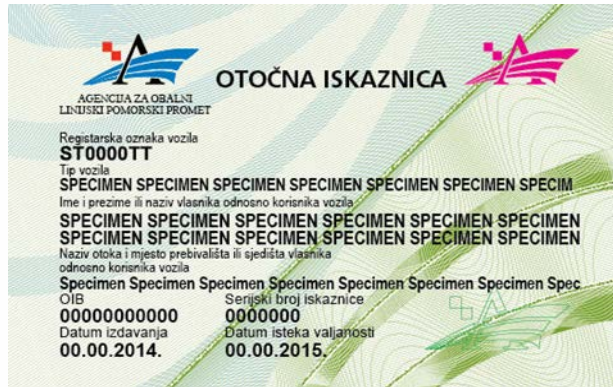 AGENCIJA ZA OBALNI
LINIJSKI POMORSKI PROMET
OTOČNA ISKAZNICA
Registarska oznaka vozila
ST0000TT
Tip vozila
SPECIMEN SPECIMEN SPECIMEN SPECIMEN SPECIMEN SPECIMEN SPECIM
Ime i prezime ili naziv vlasnika odnosno korisnika vozila
SPECIMEN SPECIMEN SPECIMEN SPECIMEN SPECIMEN SPECIMEN
SPECIMEN SPECIMEN SPECIMEN SPECIMEN SPECIMEN SPECIMEN
Naziv otoka i mjesto prebivališta ili sjedišta vlasnika
odnosno korisnika vozila
Specimen Specimen Specimen Specimen Specimen Specimen Specimen Spec
OIB Serijski broj iskaznice
00000000000 0000000
Datum izdavanja Datum isteka valjanosti
00.00.2014. 00.00.2015.